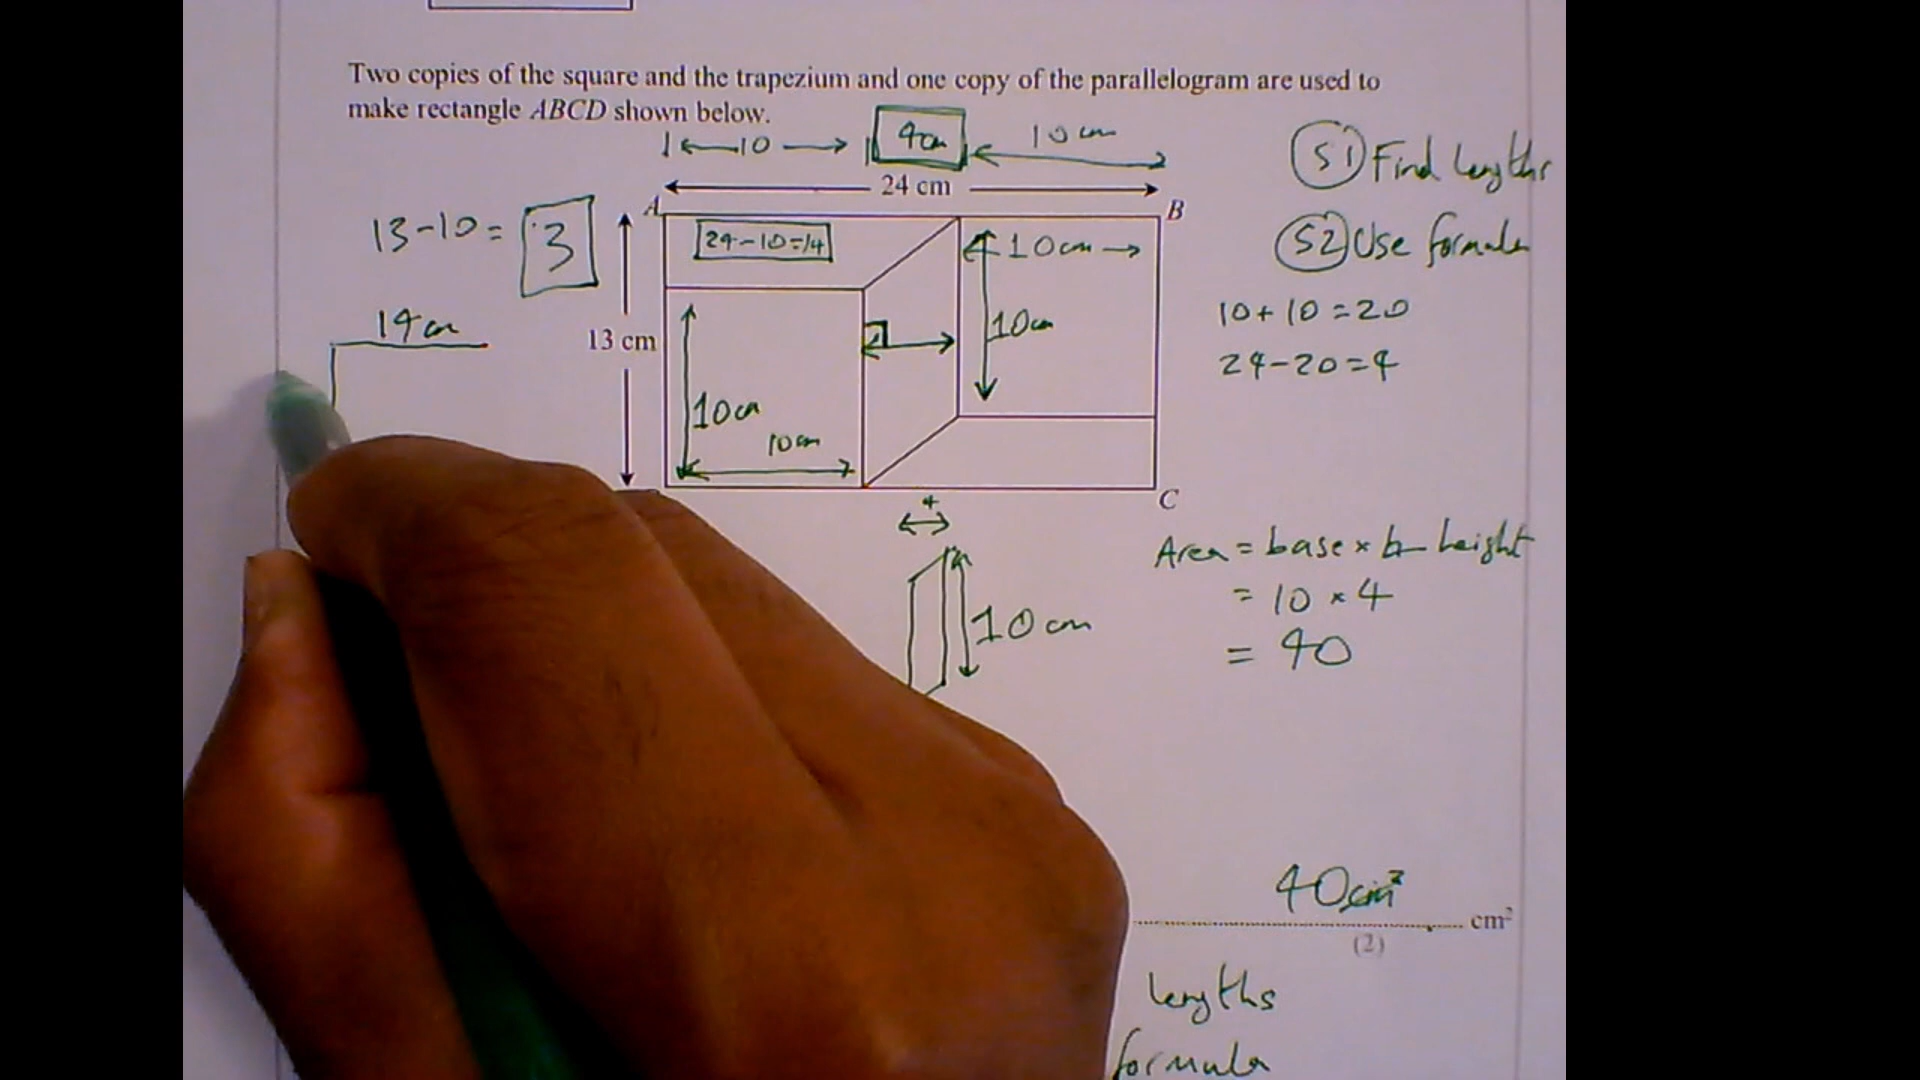 Two copies of the square and the trapezium and one copy of the parallelogram are used to
make rectangle ABCD shown below.
10
4cm
10 cm
24 cm
S1 Find lengths
A
B
13-10= 3
24-10=14
10cm
S2 Use formula
10+10=20
14cm
13 cm
10cm
24-20=4
10cm
10cm
C
4
Area = base × height
10cm
= 10 × 4
= 40
40cm²
cm²
(2)
lengths
formula